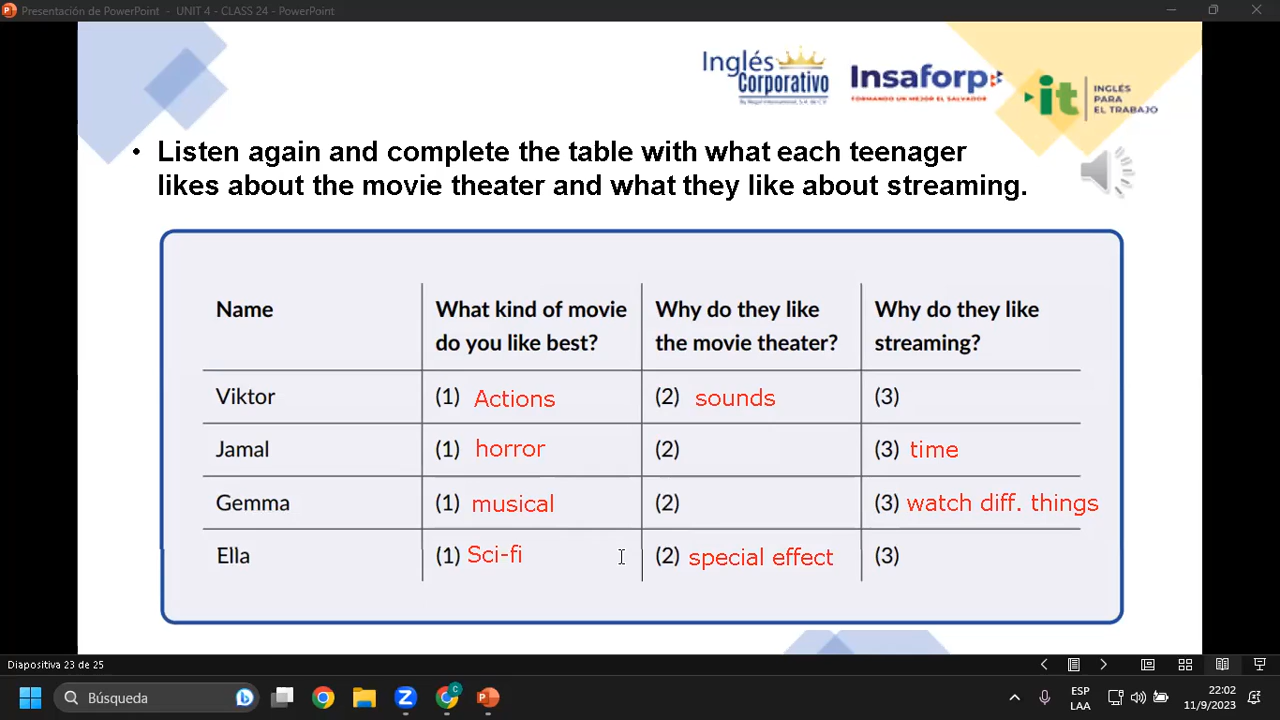 Presentación de PowerPoint - UNIT 4 - CLASS 24 - PowerPoint
Inglés
Corporativo
Insaforp
FORMANDO UN MEJOR EL SALVADOR
it
INGLÉS
PARA
EL TRABAJO
• Listen again and complete the table with what each teenager
likes about the movie theater and what they like about streaming.
Name
What kind of movie
do you like best?
Why do they like
the movie theater?
Why do they like
streaming?
Viktor (1) Actions (2) sounds (3)
Jamal (1) horror (2) (3) time
Gemma (1) musical (2) (3) watch diff. things
Ella (1) Sci-fi (2) special effect (3)
Diapositiva 23 de 25
Búsqueda
ESP
LAA
22:02
11/9/2023